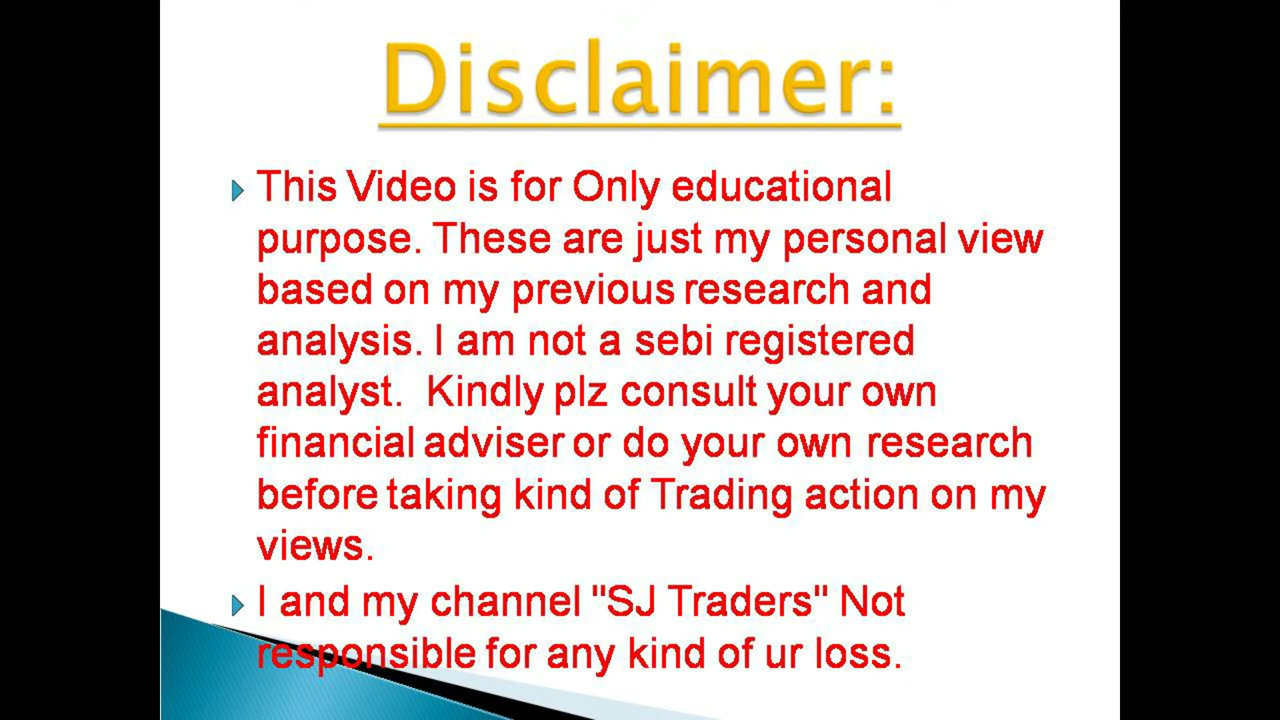 Disclaimer:
This Video is for Only educational
purpose. These are just my personal view
based on my previous research and
analysis. I am not a sebi registered
analyst.  Kindly plz consult your own
financial adviser or do your own research
before taking kind of Trading action on my
views.
I and my channel "SJ Traders" Not
responsible for any kind of ur loss.